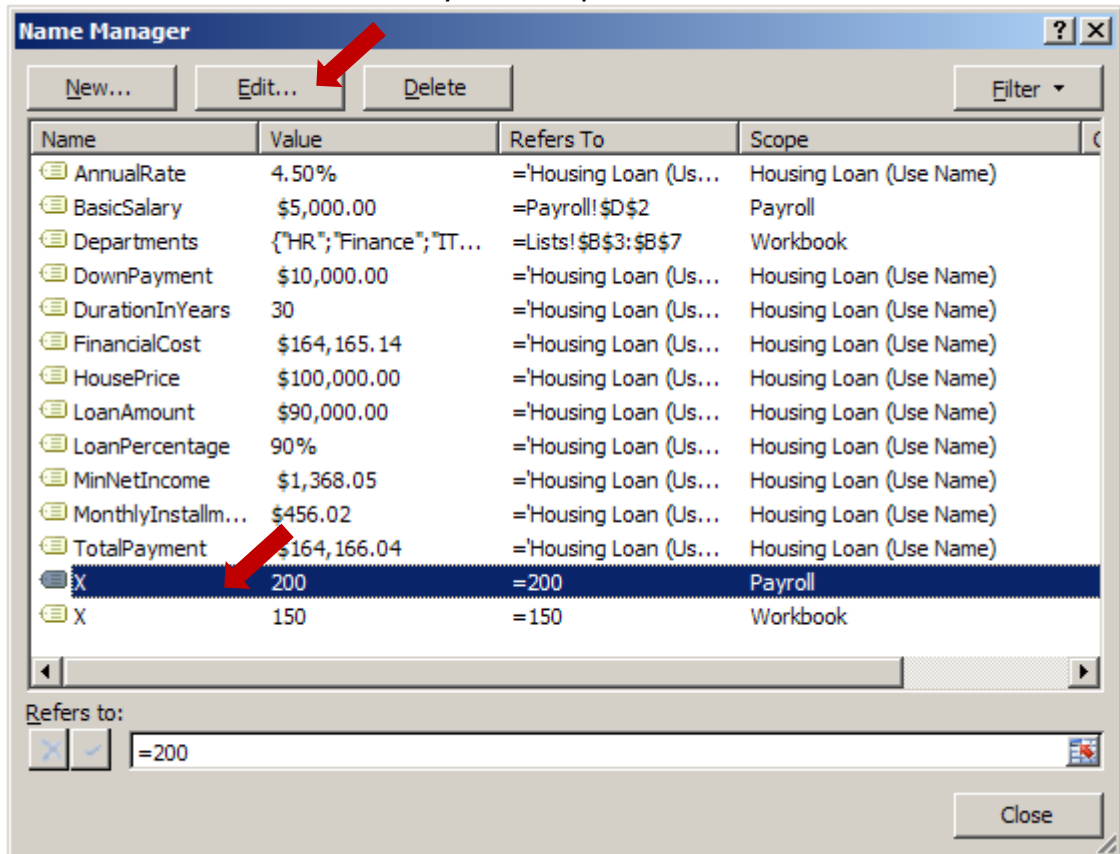 Name Manager
New... Edit... Delete Filter
Name Value Refers To Scope
AnnualRate 4.50% ='Housing Loan (Us... Housing Loan (Use Name)
BasicSalary $5,000.00 =Payroll!$D$2 Payroll
Departments {"HR";"Finance";"IT... =Lists!$B$3:$B$7 Workbook
DownPayment $10,000.00 ='Housing Loan (Us... Housing Loan (Use Name)
DurationInYears 30 ='Housing Loan (Us... Housing Loan (Use Name)
FinancialCost $164,165.14 ='Housing Loan (Us... Housing Loan (Use Name)
HousePrice $100,000.00 ='Housing Loan (Us... Housing Loan (Use Name)
LoanAmount $90,000.00 ='Housing Loan (Us... Housing Loan (Use Name)
LoanPercentage 90% ='Housing Loan (Us... Housing Loan (Use Name)
MinNetIncome $1,368.05 ='Housing Loan (Us... Housing Loan (Use Name)
MonthlyInstallm... $456.02 ='Housing Loan (Us... Housing Loan (Use Name)
TotalPayment $164,166.04 ='Housing Loan (Us... Housing Loan (Use Name)
X 200 =200 Payroll
X 150 =150 Workbook
Refers to:
=200
Close